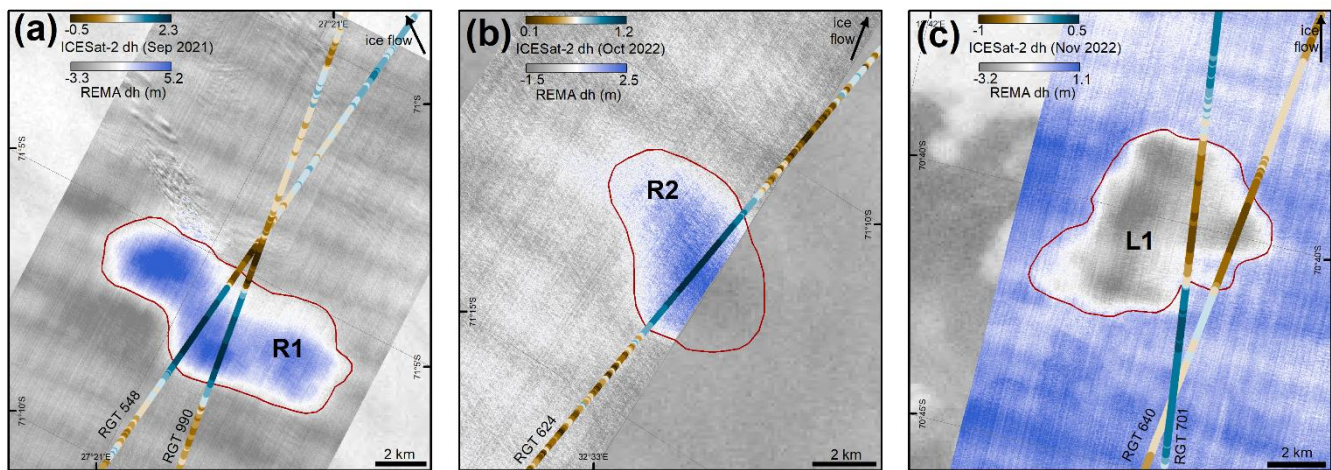 (a)
27°21'E
-0.5 2.3
ICESat-2 dh (Sep 2021)
-3.3 5.2
REMA dh (m)
ice flow
71°S
71°5'S
R1
71°5'S
71°10'S
RGT 548
RGT 990
27°21'E
2 km
(b)
0.1 1.2
ICESat-2 dh (Oct 2022)
-1.5 2.5
REMA dh (m)
ice
flow
R2
71°10'S
71°15'S
RGT 624
32°33'E
2 km
(c)
-1 0.5
ICESat-2 dh (Nov 2022)
-3.2 1.1
REMA dh (m)
ice
flow
70°40'S
L1
70°40'S
70°45'S
RGT 640
RGT 701
2 km